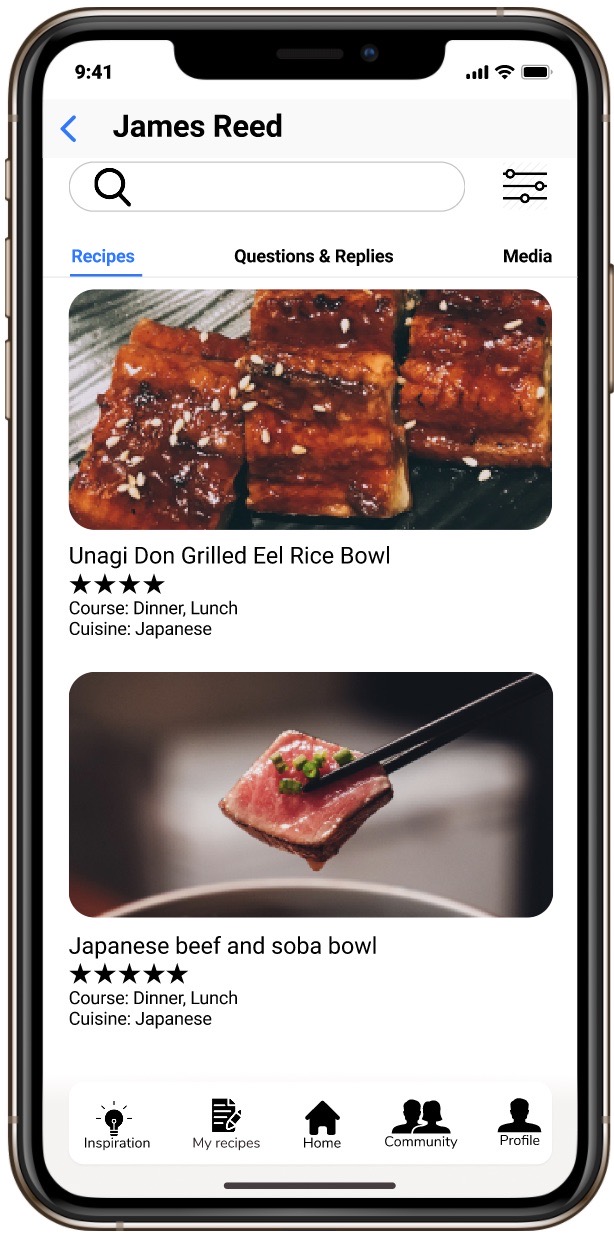 9:41
James Reed
Recipes Questions & Replies Media
Unagi Don Grilled Eel Rice Bowl
★★★★
Course: Dinner, Lunch
Cuisine: Japanese
Japanese beef and soba bowl
★★★★★
Course: Dinner, Lunch
Cuisine: Japanese
Inspiration My recipes Home Community Profile